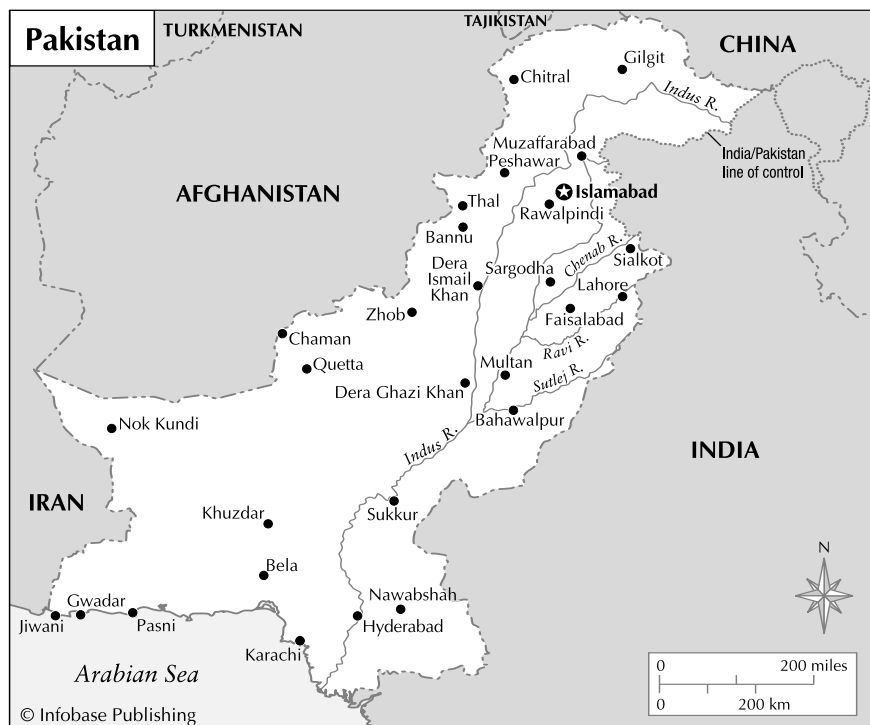 Pakistan
TURKMENISTAN
TAJIKISTAN
CHINA
Gilgit
Chitral
Indus R.
Muzaffarabad
Peshawar
India/Pakistan
line of control
AFGHANISTAN
Islamabad
Thal
Rawalpindi
Bannu
Chenab R.
Sialkot
Dera
Ismail
Khan
Sargodha
Lahore
Zhob
Faisalabad
Chaman
Ravi R.
Quetta
Multan
Sutlej R.
Dera Ghazi Khan
Bahawalpur
Nok Kundi
Indus R.
INDIA
IRAN
Sukkur
Khuzdar
N
Bela
Nawabshah
Gwadar
Jiwani
Pasni
Hyderabad
Karachi
Arabian Sea
0 200 miles
0 200 km
© Infobase Publishing